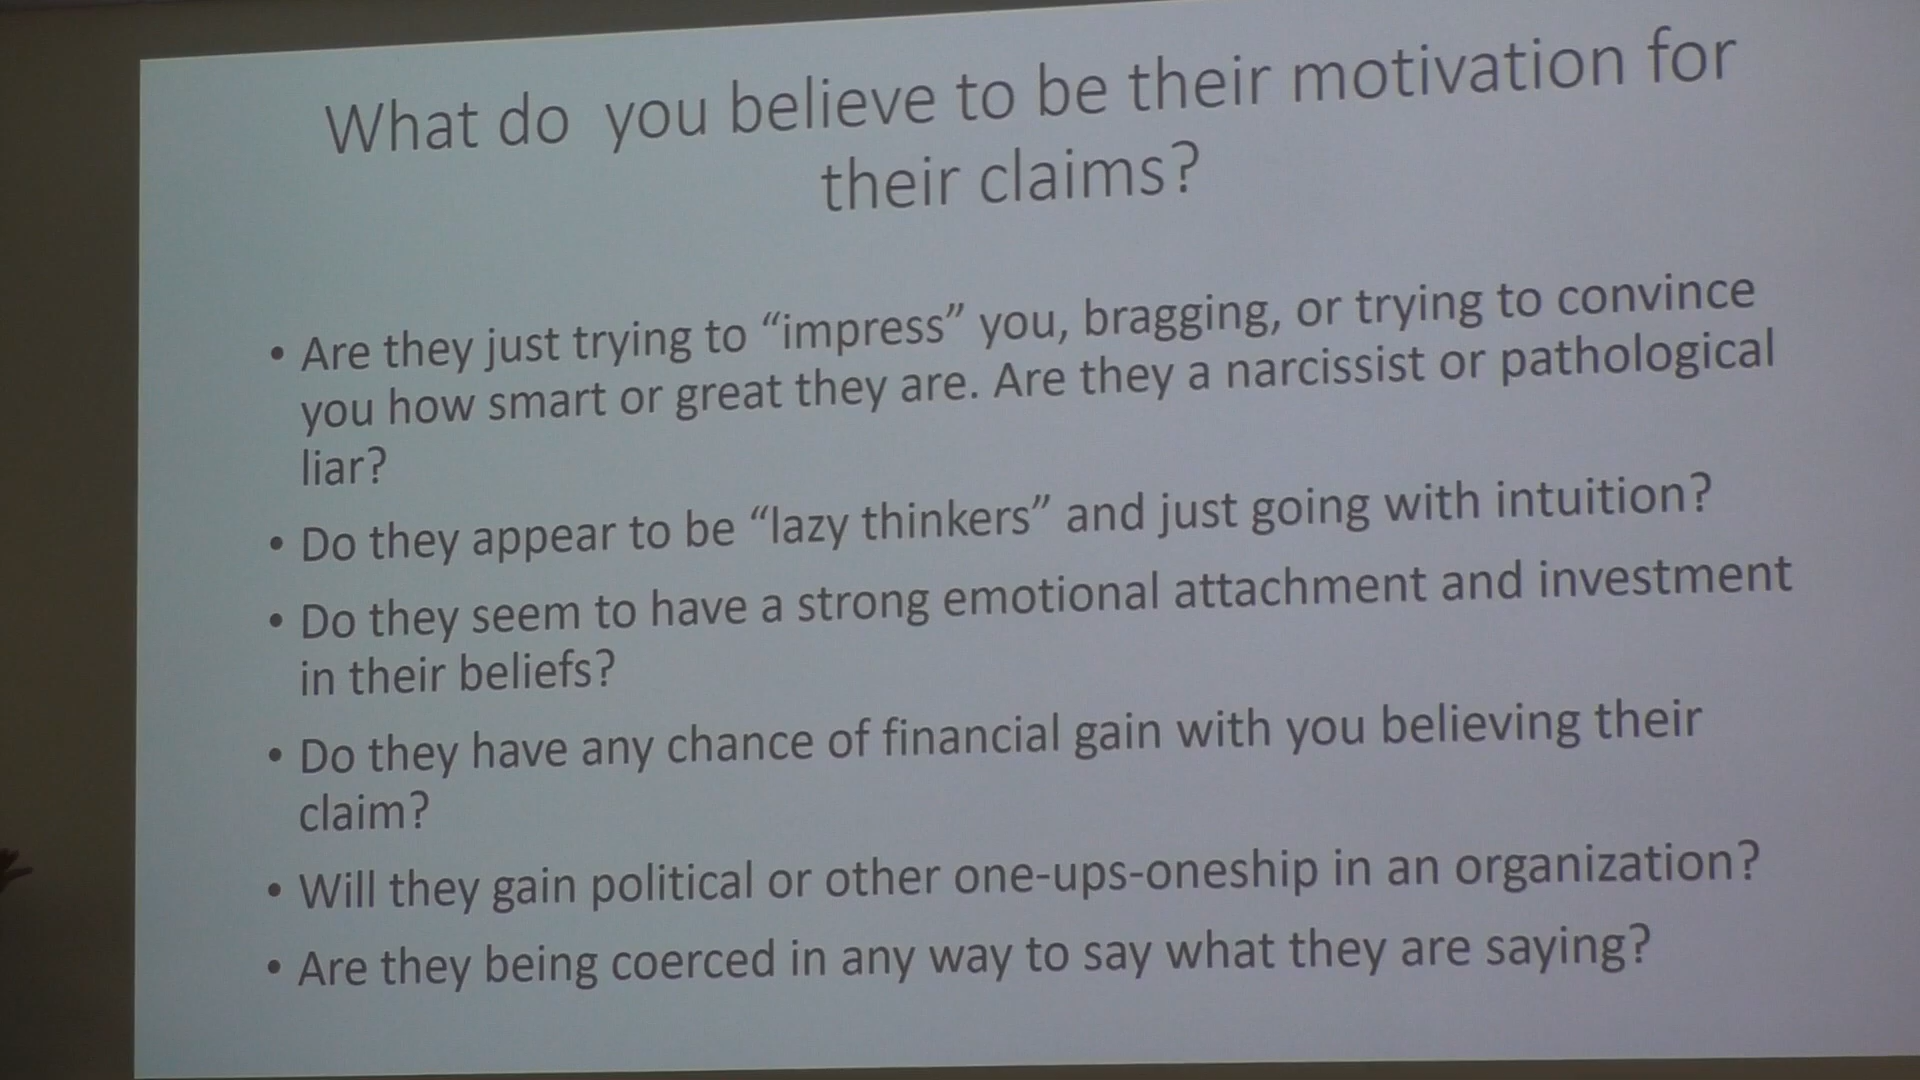 What do  you believe to be their motivation for
their claims?
• Are they just trying to “impress” you, bragging, or trying to convince
you how smart or great they are. Are they a narcissist or pathological
liar?
• Do they appear to be “lazy thinkers” and just going with intuition?
• Do they seem to have a strong emotional attachment and investment
in their beliefs?
• Do they have any chance of financial gain with you believing their
claim?
• Will they gain political or other one-ups-oneship in an organization?
• Are they being coerced in any way to say what they are saying?